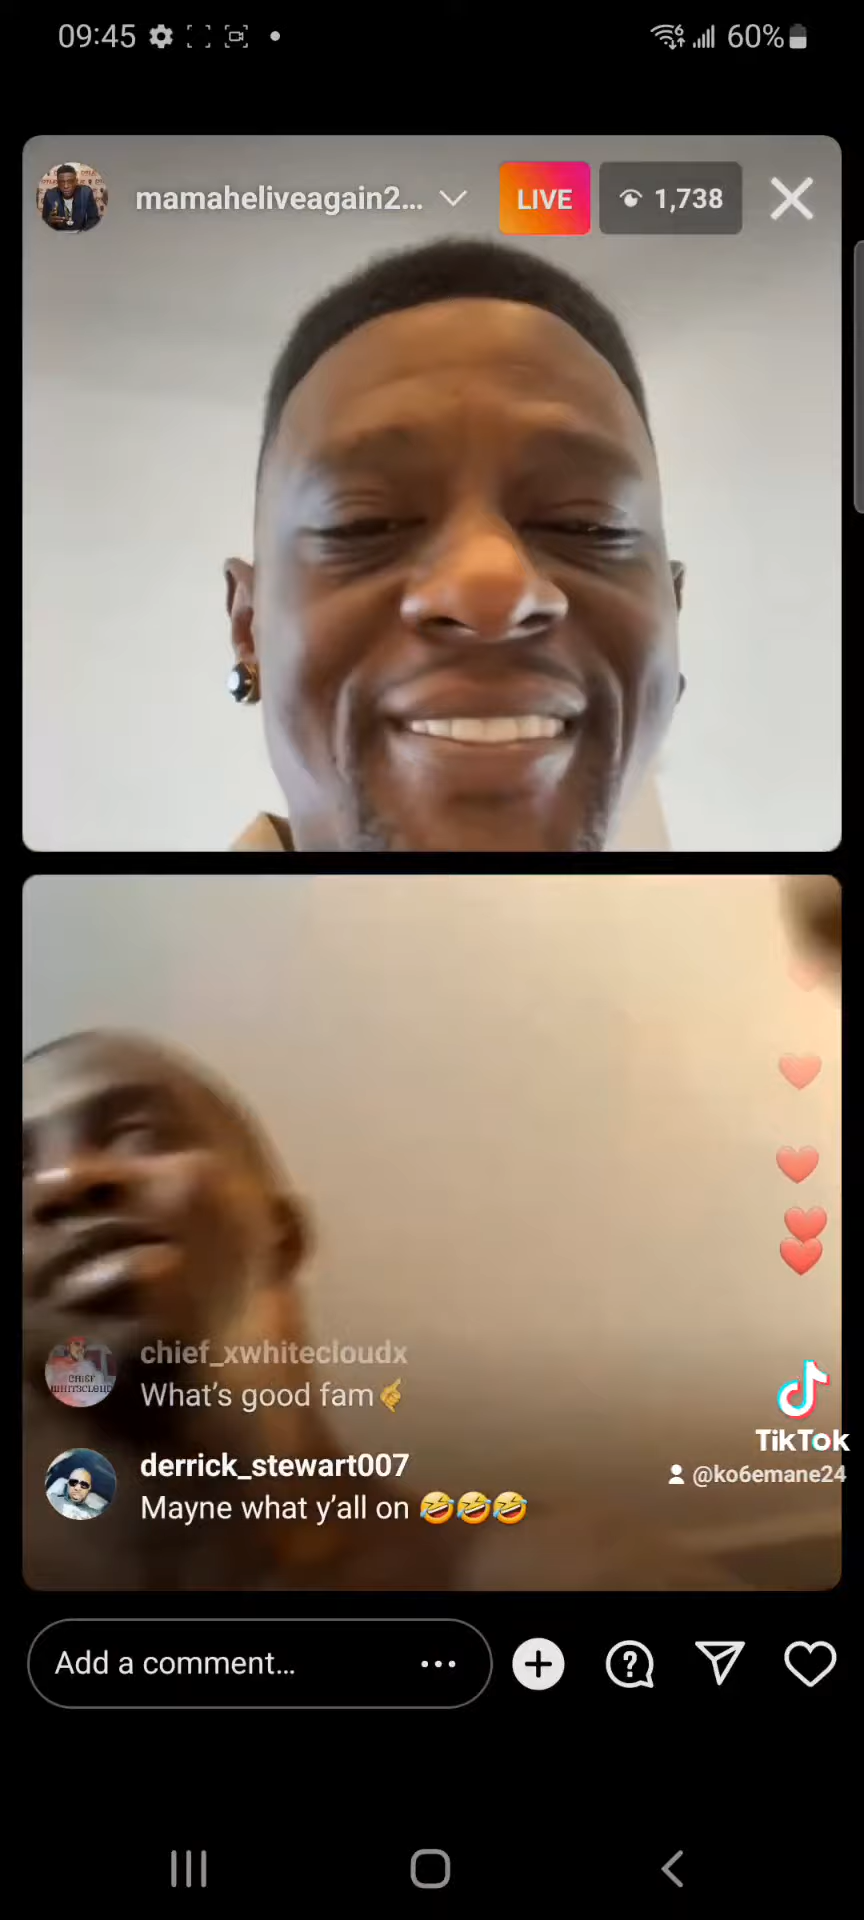 09:45
60%
mamaheliveagain2...
LIVE
1,738
chief_xwhitecloudx
What's good fam🤙
derrick_stewart007
Mayne what y'all on 🤣🤣🤣
TikTok
@ko6emane24
Add a comment...